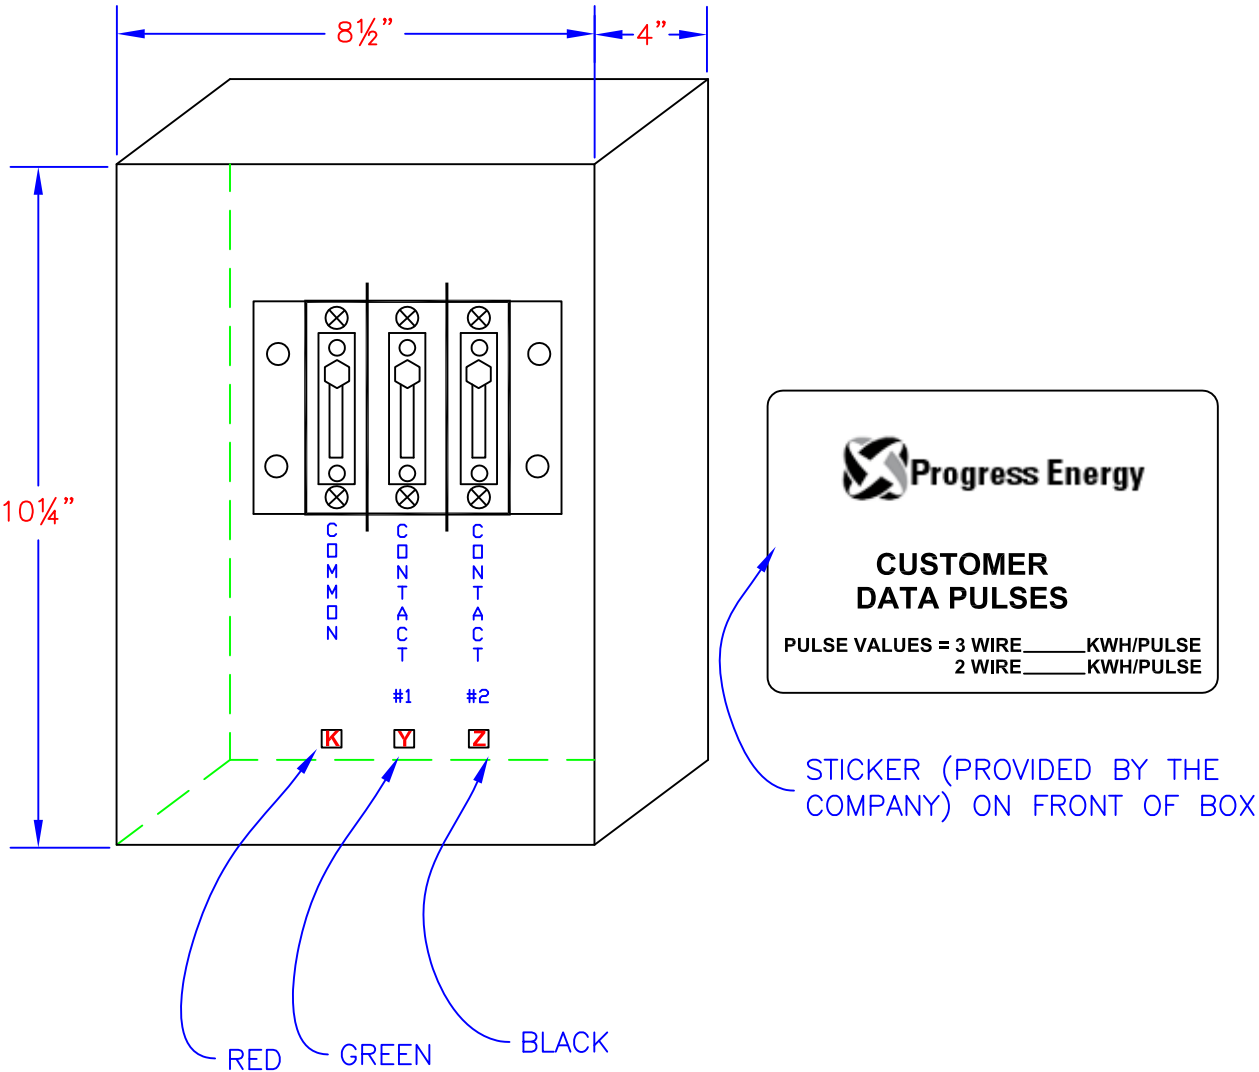 8½” 4”
10¼”
COMMON
CONTACT #1
CONTACT #2
K Y Z
RED
GREEN
BLACK
Progress Energy
CUSTOMER
DATA PULSES
PULSE VALUES = 3 WIRE______KWH/PULSE
2 WIRE______KWH/PULSE
STICKER (PROVIDED BY THE
COMPANY) ON FRONT OF BOX